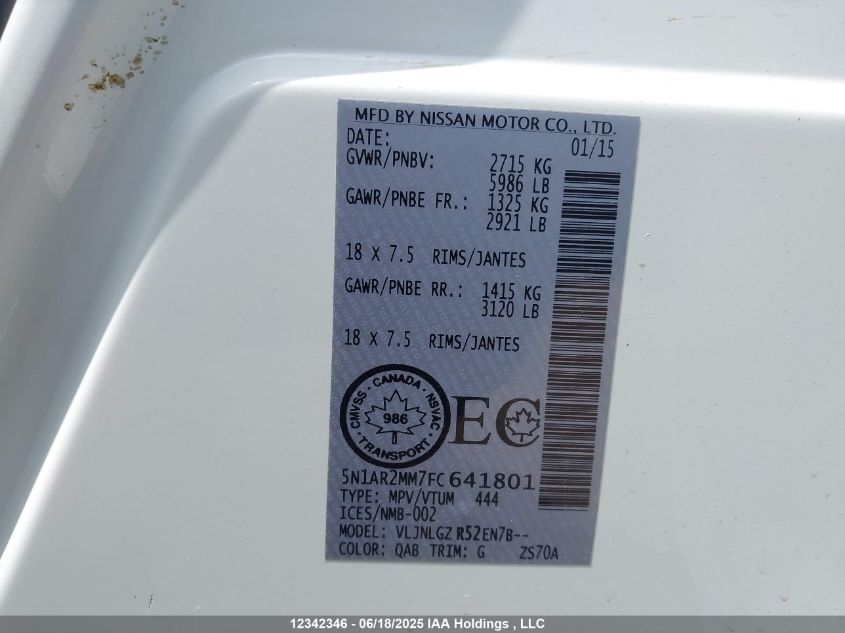 MFD BY NISSAN MOTOR CO., LTD.
DATE: 01/15
GVWR/PNBV: 2715 KG
5986 LB
GAWR/PNBE FR.: 1325 KG
2921 LB
18 X 7.5 RIMS/JANTES
GAWR/PNBE RR.: 1415 KG
3120 LB
18 X 7.5 RIMS/JANTES
CANADA
CMVSS NSVAC
986
TRANSPORT
EC
5N1AR2MM7FC641801
TYPE: MPV/VTUM 444
ICES/NMB-002
MODEL: VLJNLGZ R52EN7B--
COLOR: QAB TRIM: G ZS70A
12342346 - 06/18/2025 IAA Holdings , LLC